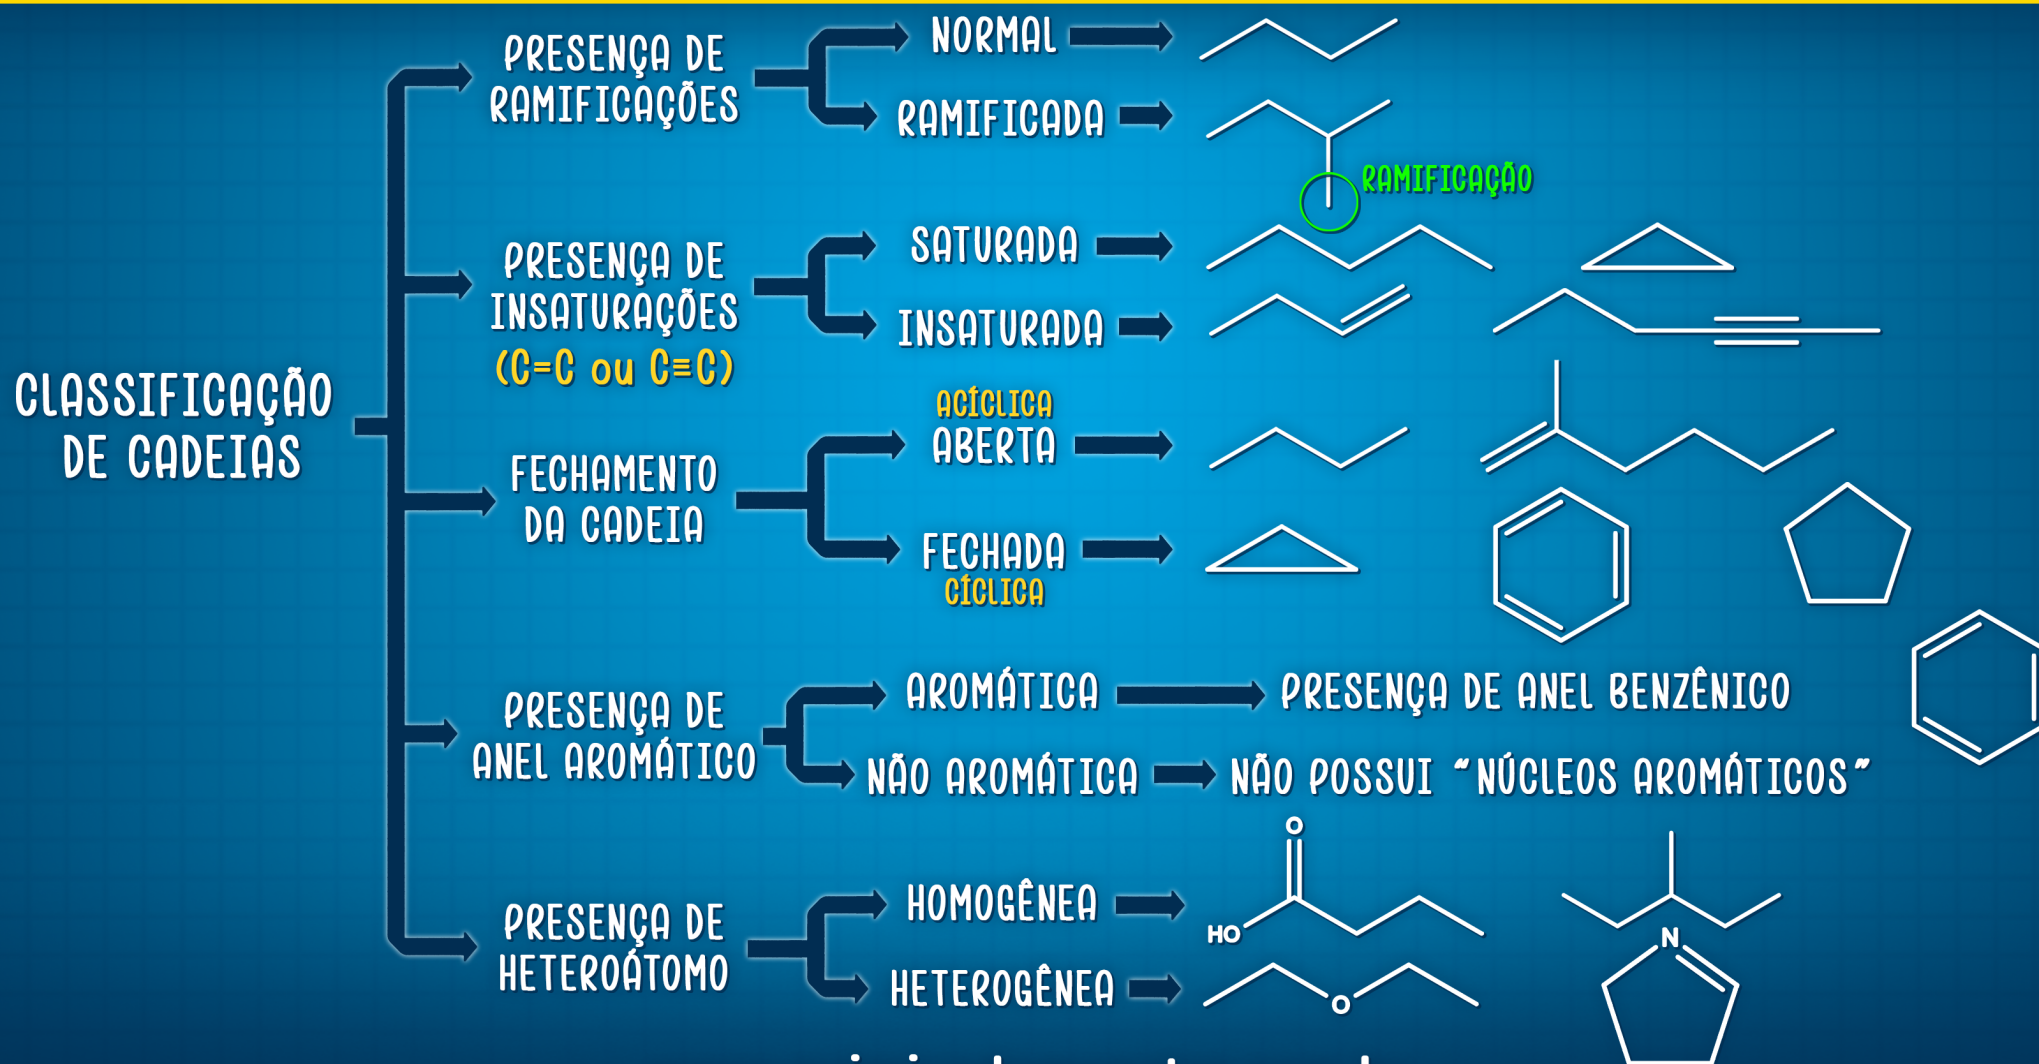 NORMAL
PRESENÇA DE
RAMIFICAÇÕES
RAMIFICADA
RAMIFICAÇÃO
SATURADA
PRESENÇA DE
INSATURAÇÕES
(C=C ou C≡C)
INSATURADA
CLASSIFICAÇÃO
DE CADEIAS
ACÍCLICA
ABERTA
FECHAMENTO
DA CADEIA
FECHADA
CÍCLICA
AROMÁTICA
PRESENÇA DE ANEL BENZÊNICO
PRESENÇA DE
ANEL AROMÁTICO
NÃO AROMÁTICA
NÃO POSSUI “NÚCLEOS AROMÁTICOS”
O
HOMOGÊNEA
HO
PRESENÇA DE
HETEROÁTOMO
N
HETEROGÊNEA
O